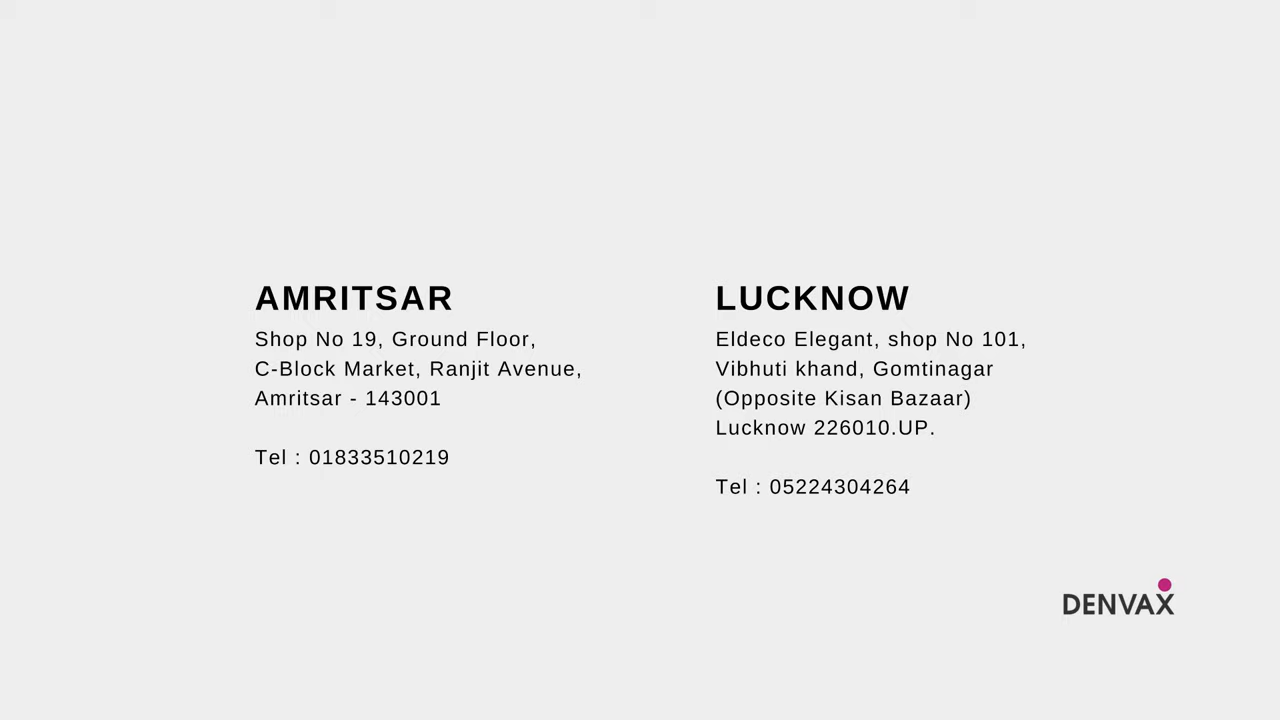 AMRITSAR
Shop No 19, Ground Floor,
C-Block Market, Ranjit Avenue,
Amritsar - 143001
Tel : 01833510219
LUCKNOW
Eldeco Elegant, shop No 101,
Vibhuti khand, Gomtinagar
(Opposite Kisan Bazaar)
Lucknow 226010.UP.
Tel : 05224304264
DENVAX